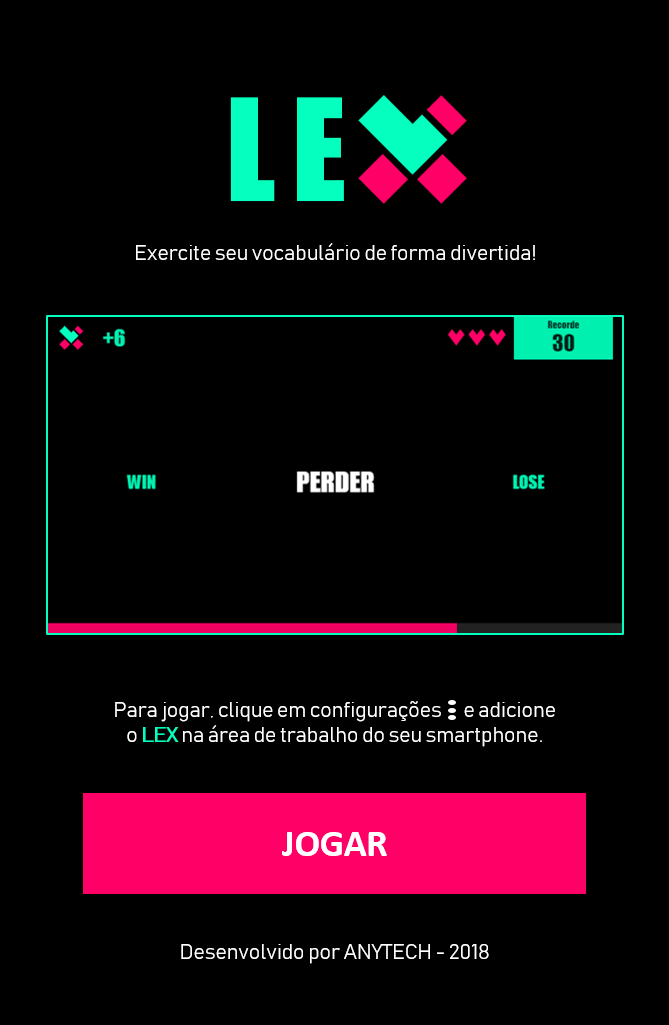 LEX
Exercite seu vocabulário de forma divertida!
+6
Recorde
30
WIN PERDER LOSE
Para jogar, clique em configurações e adicione
o LEX na área de trabalho do seu smartphone.
JOGAR
Desenvolvido por ANYTECH - 2018